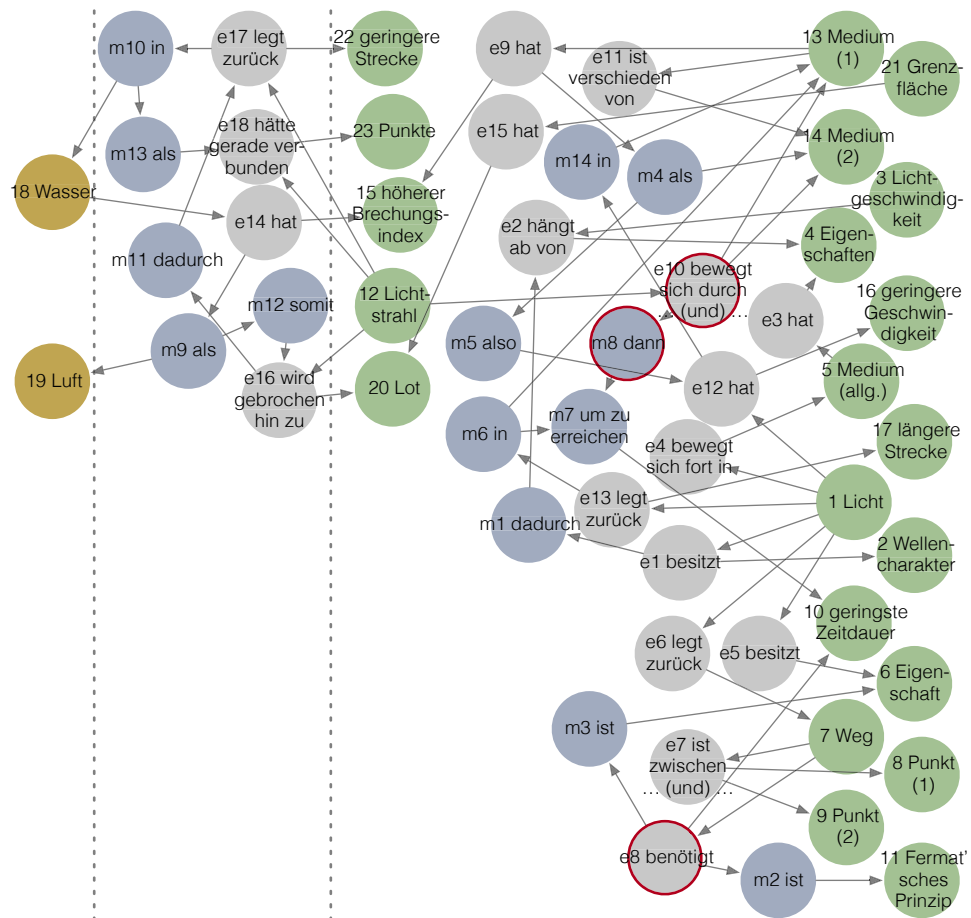 m10 in
e17 legt
zurück
22 geringere
Strecke
m13 als
e18 hätte
gerade ver-
bunden
23 Punkte
18 Wasser
e14 hat
15 höherer
Brechungs-
index
m11 dadurch
m12 somit
12 Licht-
strahl
m9 als
19 Luft
e16 wird
gebrochen
hin zu
20 Lot
e9 hat
e11 ist
verschieden
von
13 Medium
(1)
21 Grenz-
fläche
e15 hat
m14 in
m4 als
14 Medium
(2)
3 Licht-
geschwindig-
keit
e2 hängt
ab von
4 Eigen-
schaften
e10 bewegt
sich durch
… (und) …
16 geringere
Geschwin-
digkeit
e3 hat
m5 also
m8 dann
5 Medium
(allg.)
e12 hat
m6 in
m7 um zu
erreichen
e4 bewegt
sich fort in
17 längere
Strecke
m1 dadurch
e13 legt
zurück
1 Licht
e1 besitzt
2 Wellen-
charakter
10 geringste
Zeitdauer
e6 legt
zurück
e5 besitzt
6 Eigen-
schaft
m3 ist
e7 ist
zwischen
… (und) …
7 Weg
8 Punkt
(1)
9 Punkt
(2)
e8 benötigt
m2 ist
11 Fermat'
sches
Prinzip